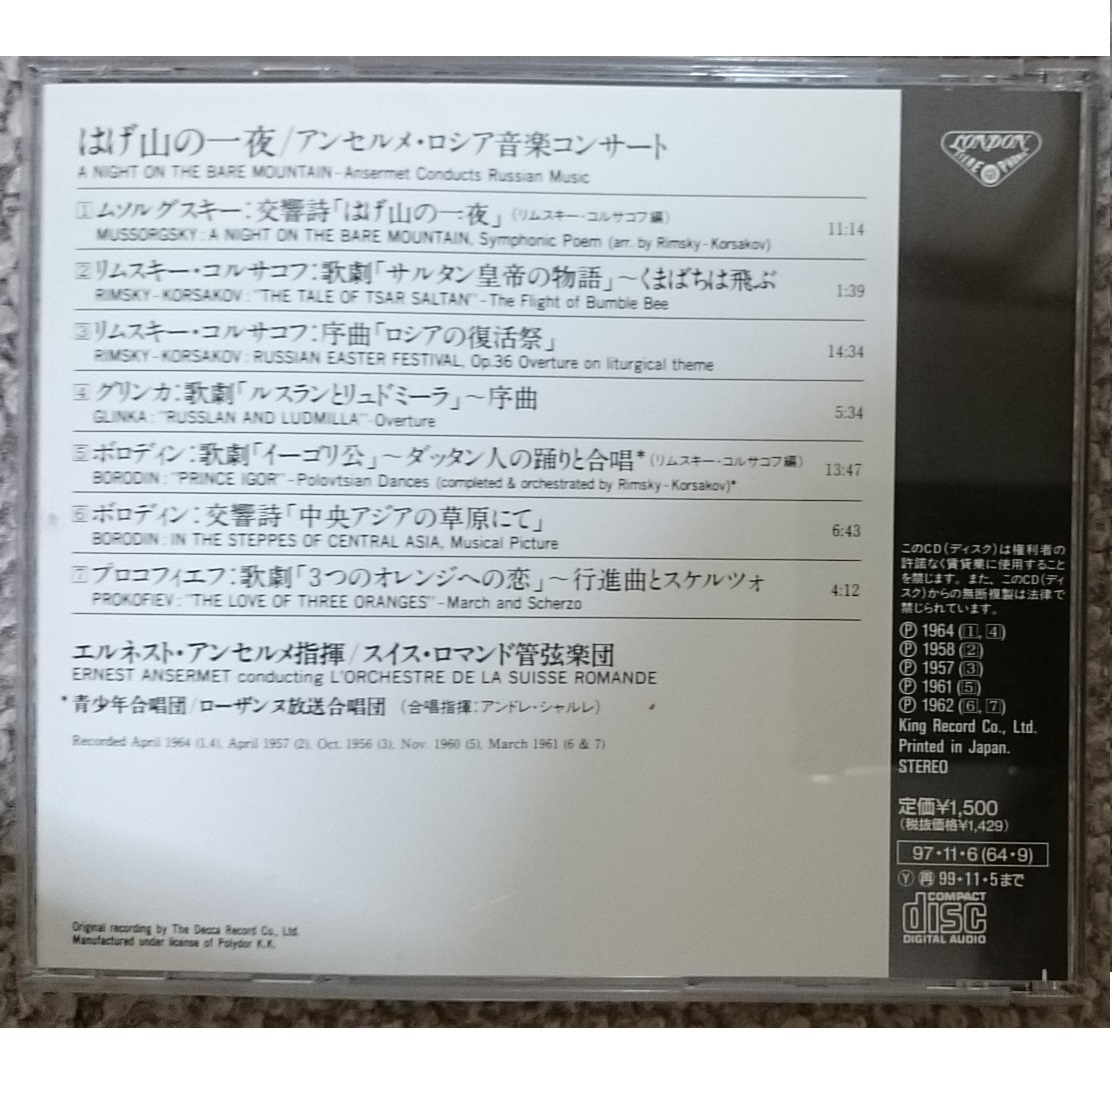 はげ山の一夜/アンセルメ・ロシア音楽コンサート
A NIGHT ON THE BARE MOUNTAIN - Ansermet Conducts Russian Music
1 ムソルグスキー:交響詩「はげ山の一夜」(リムスキー・コルサコフ編) 11:14
MUSSORGSKY : A NIGHT ON THE BARE MOUNTAIN, Symphonic Poem (arr. by Rimsky-Korsakov)
2 リムスキー・コルサコフ:歌劇「サルタン皇帝の物語」〜くまばちは飛ぶ 1:39
RIMSKY-KORSAKOV : "THE TALE OF TSAR SALTAN" - The Flight of Bumble Bee
3 リムスキー・コルサコフ:序曲「ロシアの復活祭」 14:34
RIMSKY-KORSAKOV : RUSSIAN EASTER FESTIVAL, Op.36 Overture on liturgical theme
4 グリンカ:歌劇「ルスランとリュドミーラ」〜序曲 5:34
GLINKA : "RUSSLAN AND LUDMILLA" - Overture
5 ボロディン:歌劇「イーゴリ公」〜ダッタン人の踊りと合唱*(リムスキー・コルサコフ編) 13:47
BORODIN : "PRINCE IGOR" - Polovtsian Dances (completed & orchestrated by Rimsky-Korsakov)*
6 ボロディン:交響詩「中央アジアの草原にて」 6:43
BORODIN : IN THE STEPPES OF CENTRAL ASIA, Musical Picture
7 プロコフィエフ:歌劇「3つのオレンジへの恋」〜行進曲とスケルツォ 4:12
PROKOFIEV : "THE LOVE OF THREE ORANGES" - March and Scherzo
エルネスト・アンセルメ指揮/スイス・ロマンド管弦楽団
ERNEST ANSERMET conducting L'ORCHESTRE DE LA SUISSE ROMANDE
*青少年合唱団/ローザンヌ放送合唱団 (合唱指揮:アンドレ・シャルレ)
Recorded April 1964 (1,4), April 1957 (2), Oct. 1956 (3), Nov. 1960 (5), March 1961 (6 & 7)
Original recording by The Decca Record Co., Ltd.
Manufactured under license of Polydor K.K.
LONDON
STEREOPHONIC
このCD(ディスク)は権利者の
許諾なく賃貸業に使用すること
を禁じます。また、このCD(ディ
スク)からの無断複製は法律で
禁じられています。
Ⓟ 1964 (1, 4)
Ⓟ 1958 (2)
Ⓟ 1957 (3)
Ⓟ 1961 (5)
Ⓟ 1962 (6, 7)
King Record Co., Ltd.
Printed in Japan.
STEREO
定価¥1,500
(税抜価格¥1,429)
97・11・6(64・9)
Ⓨ 再 99・11・5まで
COMPACT
disc
DIGITAL AUDIO